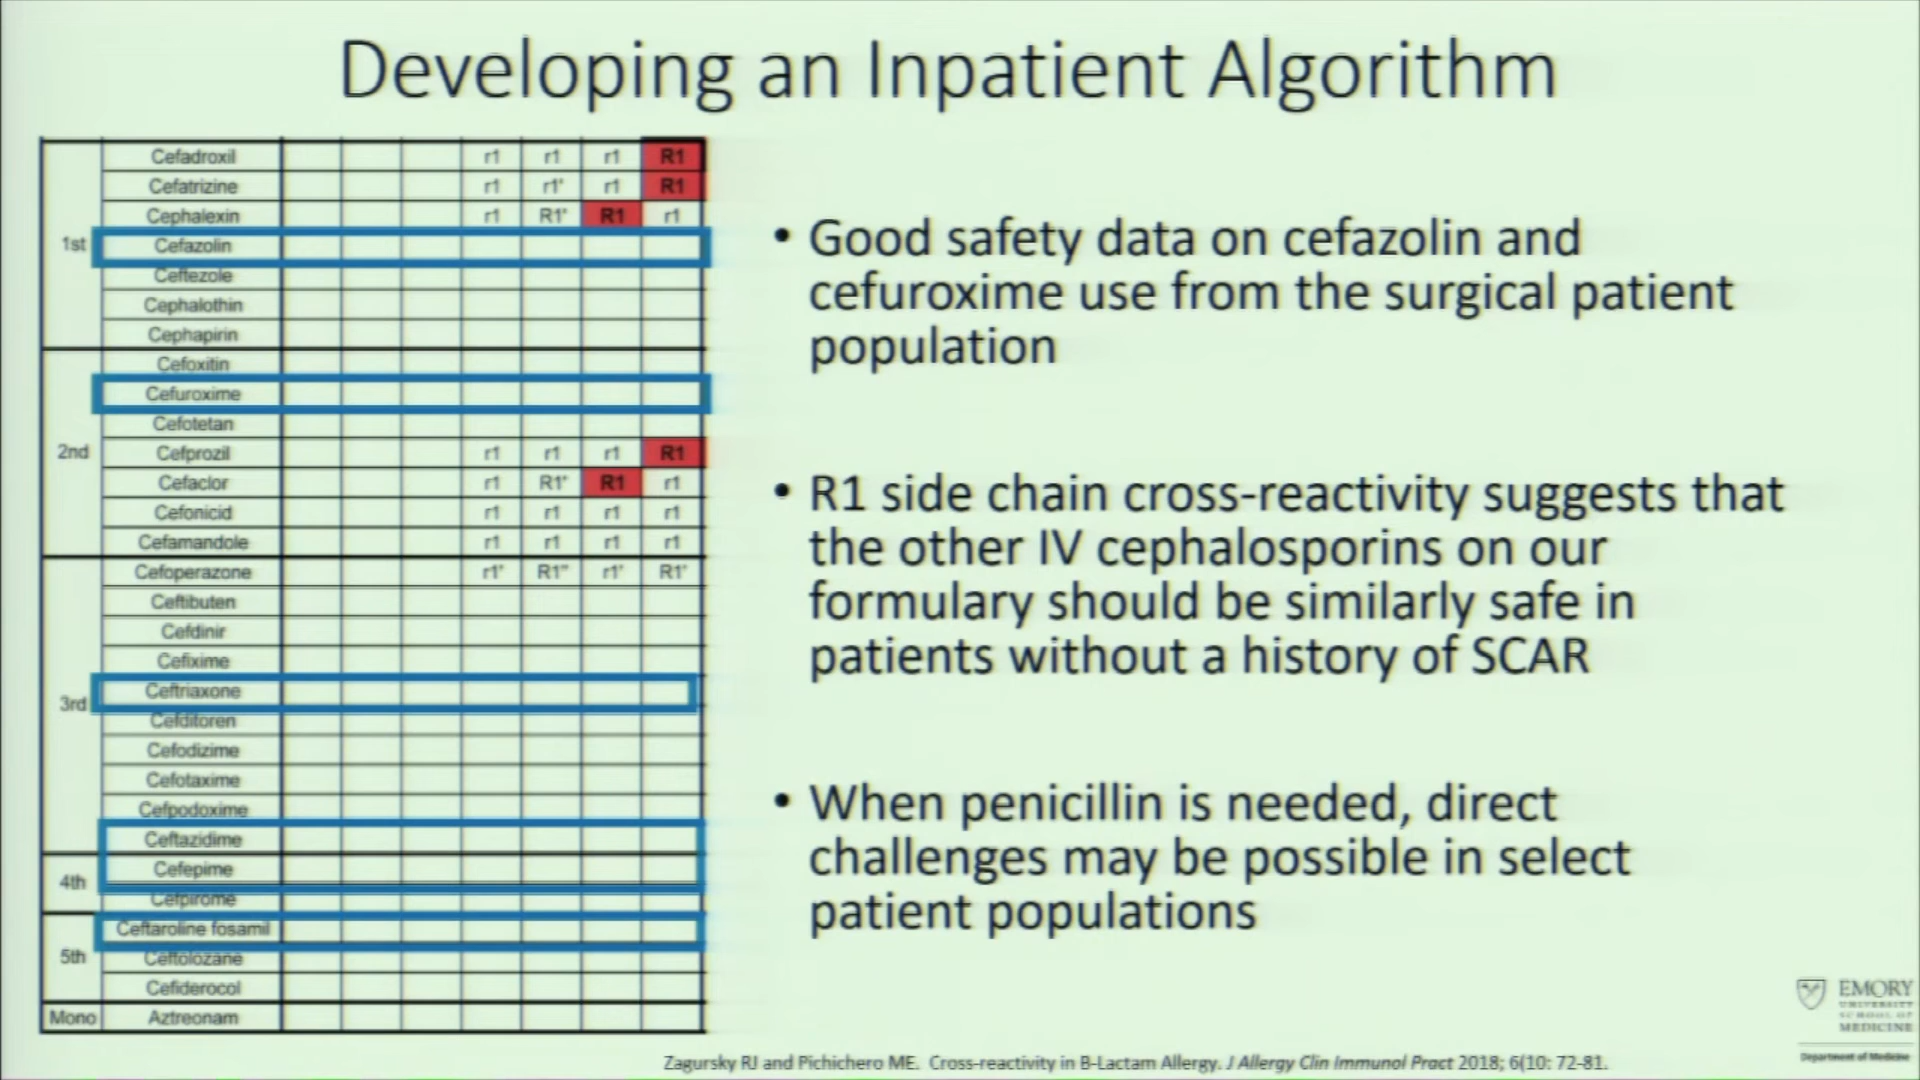 Developing an Inpatient Algorithm
1st
Cefadroxil r1 r1 r1 R1
Cefatrizine r1 r1' r1 R1
Cephalexin r1 R1' R1 r1
Cefazolin
Ceftezole
Cephalothin
Cephapirin
2nd
Cefoxitin
Cefuroxime
Cefotetan
Cefprozil r1 r1 r1 R1
Cefaclor r1 R1' R1 r1
Cefonicid r1 r1 r1 r1
Cefamandole r1 r1 r1 r1
3rd
Cefoperazone r1' R1" r1' R1'
Ceftibuten
Cefdinir
Cefixime
Ceftriaxone
Cefditoren
Cefodizime
Cefotaxime
Cefpodoxime
Ceftazidime
4th
Cefepime
Cefpirome
5th
Ceftaroline fosamil
Ceftolozane
Cefiderocol
Mono Aztreonam
• Good safety data on cefazolin and
cefuroxime use from the surgical patient
population
• R1 side chain cross-reactivity suggests that
the other IV cephalosporins on our
formulary should be similarly safe in
patients without a history of SCAR
• When penicillin is needed, direct
challenges may be possible in select
patient populations
EMORY
UNIVERSITY
SCHOOL OF
MEDICINE
Department of Medicine
Zagursky RJ and Pichichero ME. Cross-reactivity in B-Lactam Allergy. J Allergy Clin Immunol Pract 2018; 6(10: 72-81.